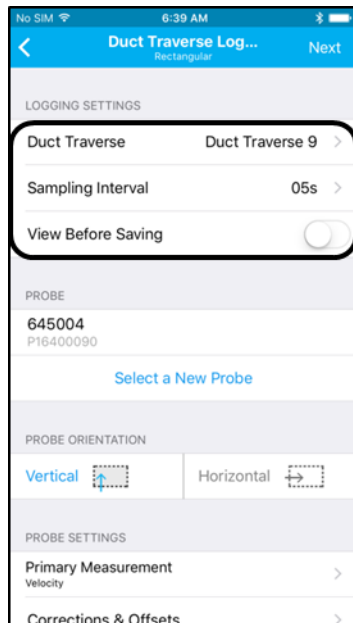 No SIM 6:39 AM
Duct Traverse Log...
Rectangular
Next
LOGGING SETTINGS
Duct Traverse Duct Traverse 9
Sampling Interval 05s
View Before Saving
PROBE
645004
P16400090
Select a New Probe
PROBE ORIENTATION
Vertical Horizontal
PROBE SETTINGS
Primary Measurement
Velocity
Corrections & Offsets